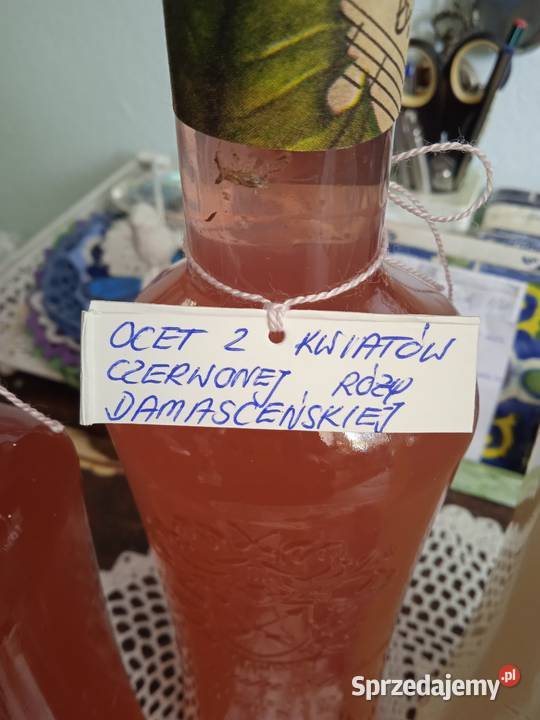 OCET Z KWIATÓW
CZERWONEJ RÓŻY
DAMASCEŃSKIEJ
Sprzedajemy.pl